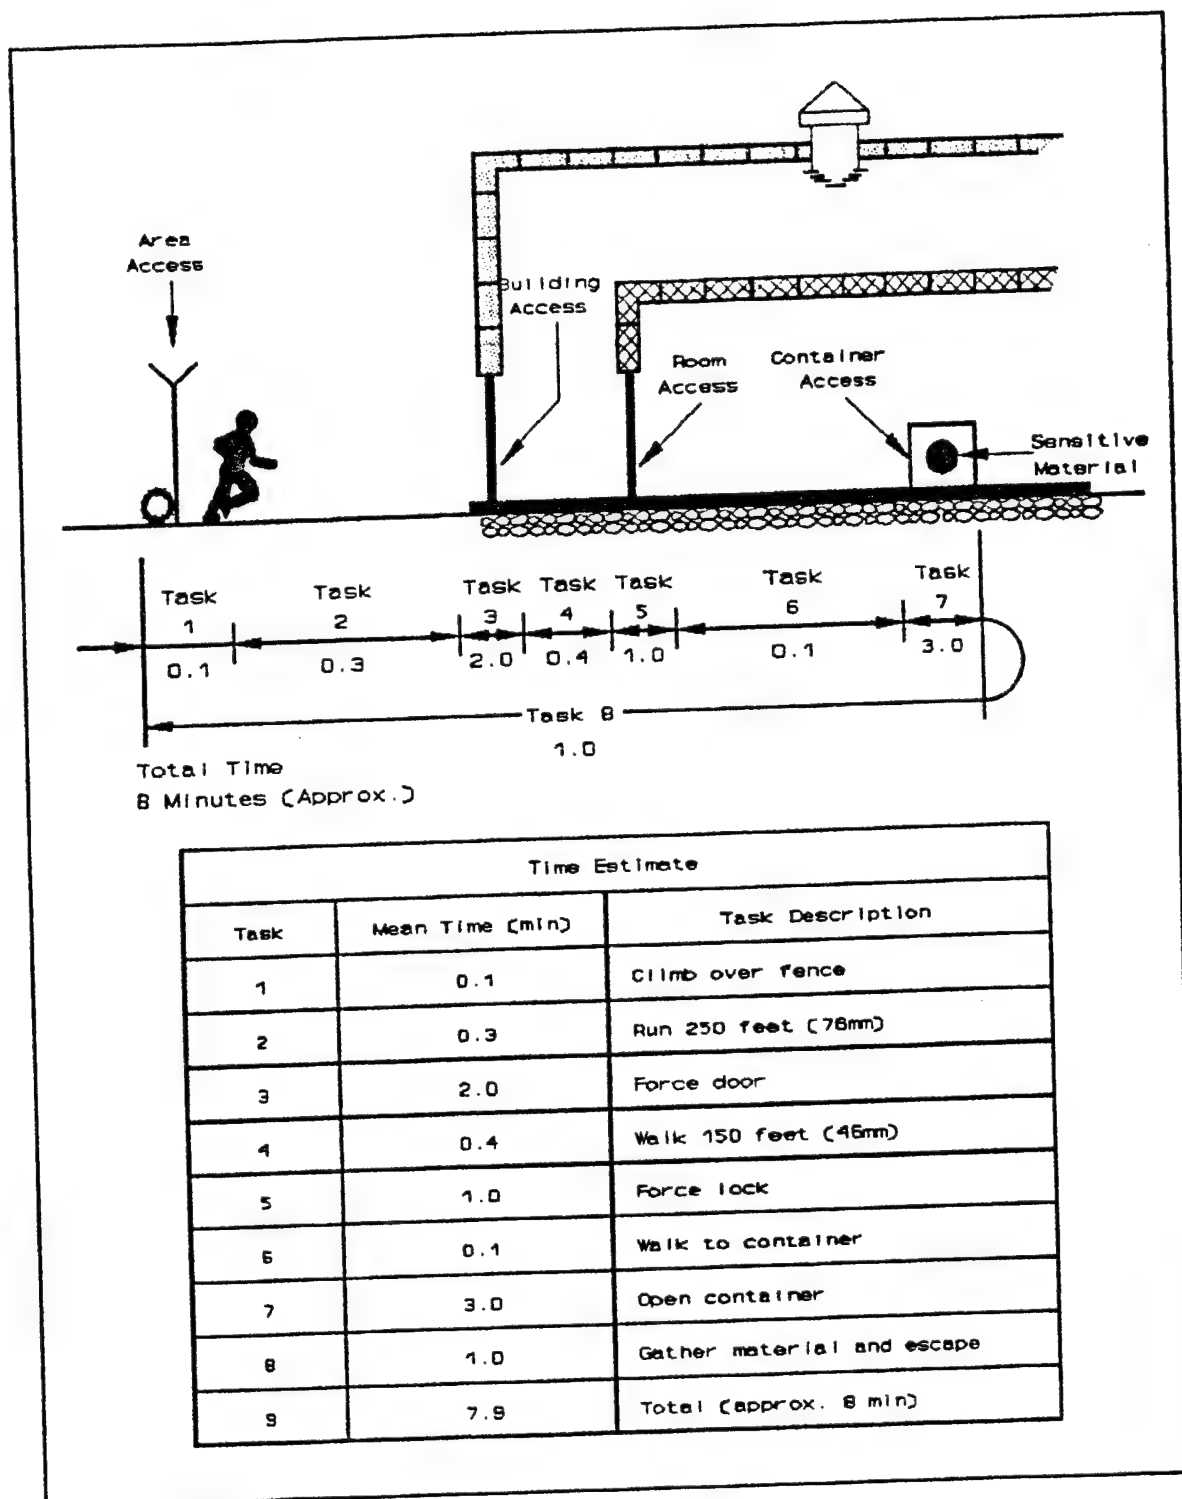 Area
Access
Building
Access
Room
Access
Container
Access
Sensitive
Material
Task
1
0.1
Task
2
0.3
Task
3
2.0
Task
4
0.4
Task
5
1.0
Task
6
0.1
Task
7
3.0
Task 8
1.0
Total Time
8 Minutes (Approx.)
Time Estimate
Task Mean Time (min) Task Description
1 0.1 Climb over fence
2 0.3 Run 250 feet (76mm)
3 2.0 Force door
4 0.4 Walk 150 feet (46mm)
5 1.0 Force lock
6 0.1 Walk to container
7 3.0 Open container
8 1.0 Gather material and escape
9 7.9 Total (approx. 8 min)